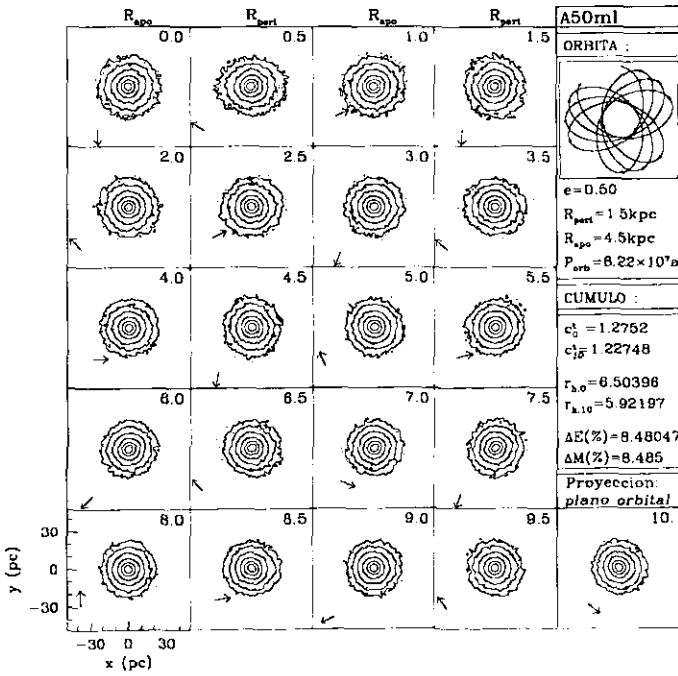 R_apo R_peri R_apo R_peri
A50ml
0.0 0.5 1.0 1.5
ORBITA :
2.0 2.5 3.0 3.5
e=0.50
R_peri=1.5kpc
R_apo=4.5kpc
P_orb=6.22×10⁷a
4.0 4.5 5.0 5.5
CUMULO :
=1.2752
=1.22748
r_h,0=6.50396
r_h,10=5.92197
6.0 6.5 7.0 7.5
ΔE(%)=8.48047
ΔM(%)=8.485
Proyeccion:
plano orbital
8.0 8.5 9.0 9.5 10.
y (pc)
30
0
−30
−30 0 30
x (pc)